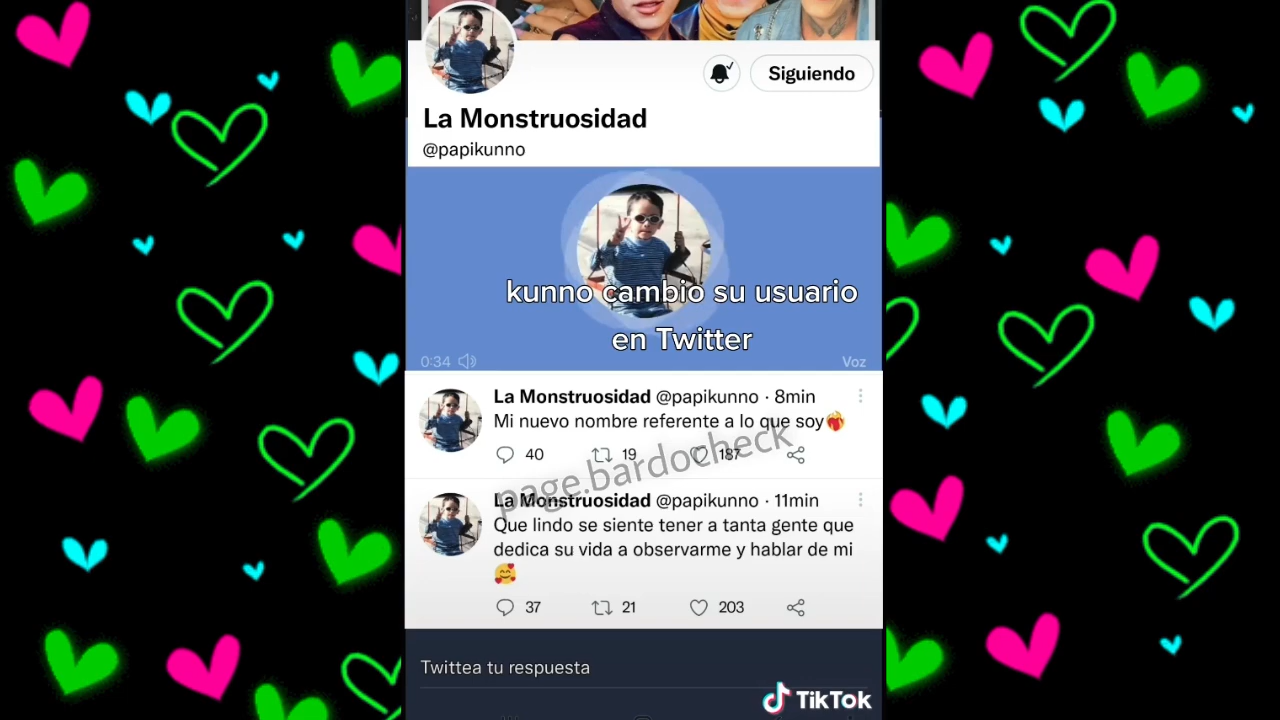 Siguiendo
La Monstruosidad
@papikunno
kunno cambio su usuario
en Twitter
0:34
Voz
La Monstruosidad @papikunno · 8min
Mi nuevo nombre referente a lo que soy❤️‍🔥
40 19 187
page.bardocheck
La Monstruosidad @papikunno · 11min
Que lindo se siente tener a tanta gente que
dedica su vida a observarme y hablar de mi
🥰
37 21 203
Twittea tu respuesta
TikTok